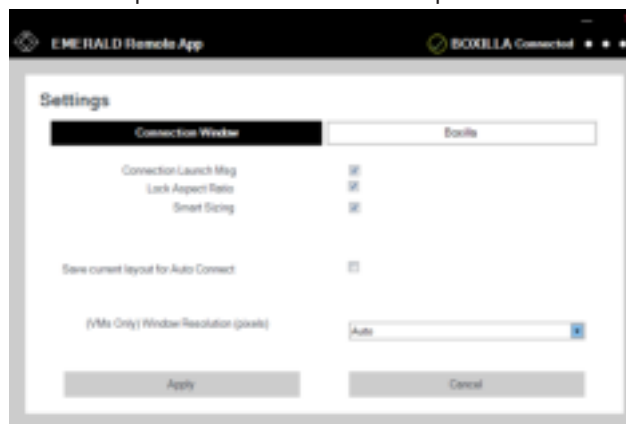 EMERALD Remote App
BOXILLA Connected
Settings
Connection Window
Boxilla
Connection Launch Msg
Lock Aspect Ratio
Smart Sizing
Save current layout for Auto Connect
(VMs Only) Window Resolution (pixels)
Auto
Apply
Cancel